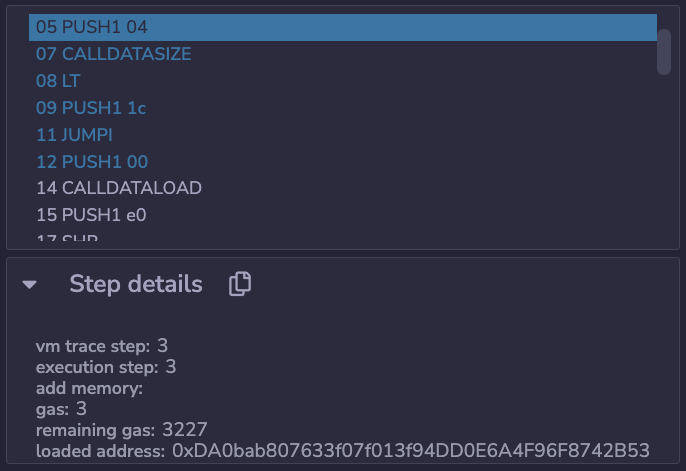 05 PUSH1 04
07 CALLDATASIZE
08 LT
09 PUSH1 1c
11 JUMPI
12 PUSH1 00
14 CALLDATALOAD
15 PUSH1 e0
17 SHR
Step details
vm trace step: 3
execution step: 3
add memory:
gas: 3
remaining gas: 3227
loaded address: 0xDA0bab807633f07f013f94DD0E6A4F96F8742B53